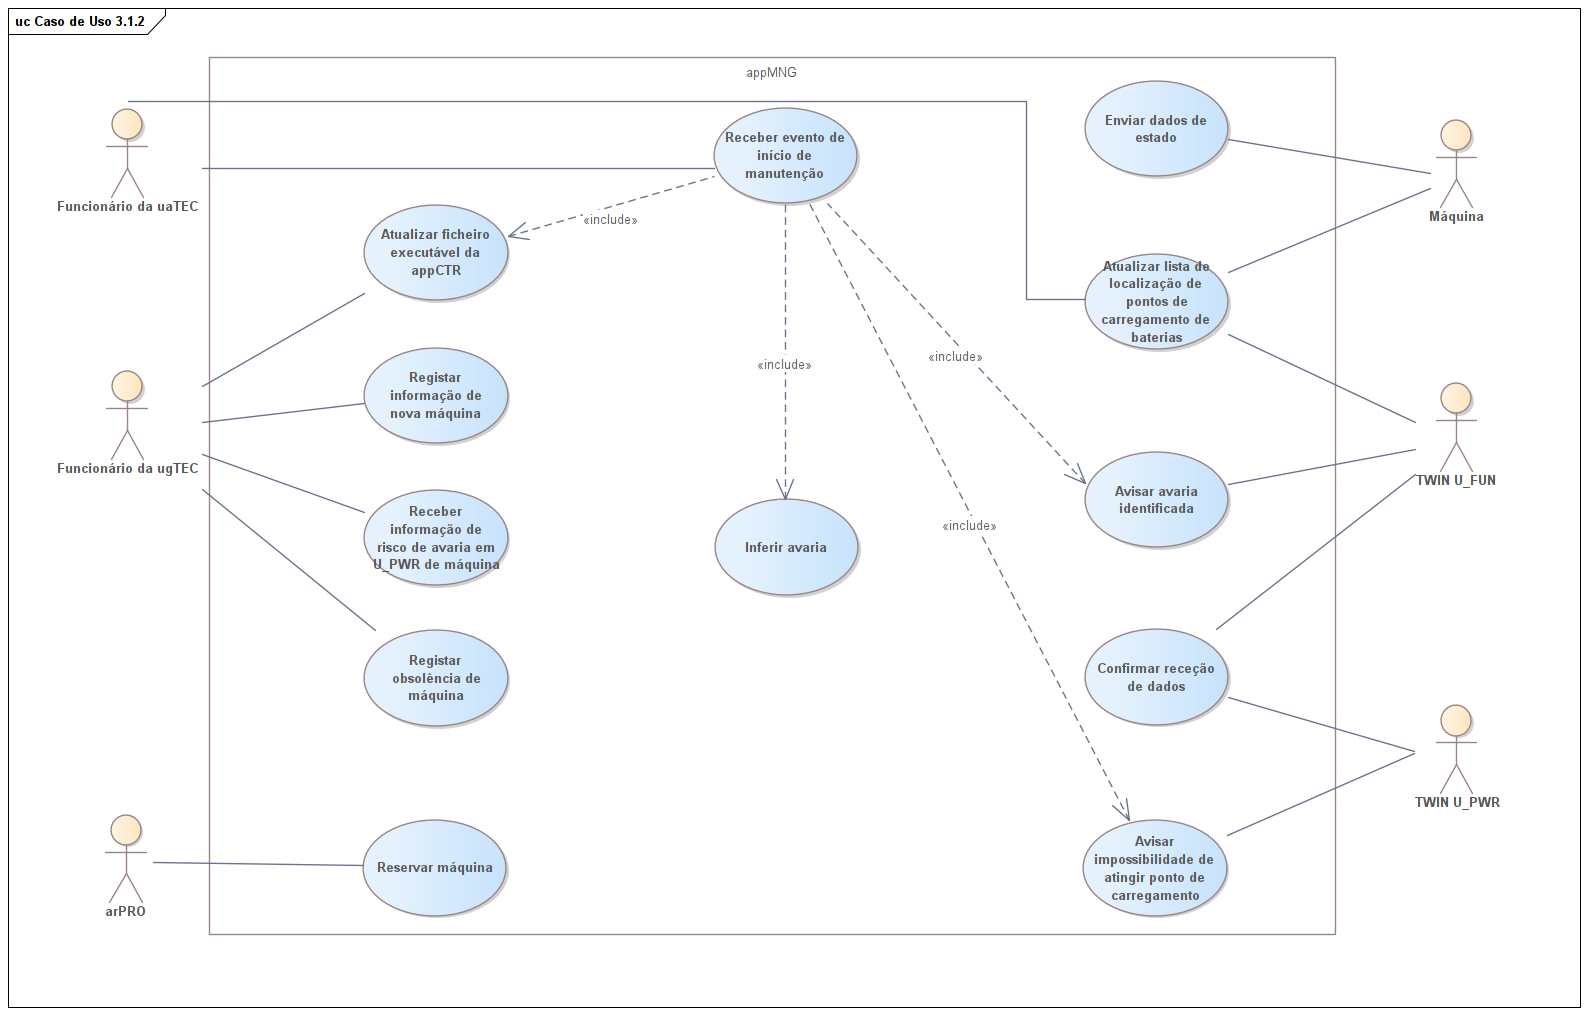 uc Caso de Uso 3.1.2
appMNG
Funcionário da uaTEC
Receber evento de
início de
manutenção
Enviar dados de
estado
Máquina
«include»
Atualizar ficheiro
executável da
appCTR
Atualizar lista de
localização de
pontos de
carregamento de
baterias
Funcionário da ugTEC
Registar
informação de
nova máquina
«include»
«include»
TWIN U_FUN
Receber
informação de
risco de avaria em
U_PWR de máquina
Inferir avaria
«include»
Avisar avaria
identificada
Registar
obsolência de
máquina
Confirmar receção
de dados
TWIN U_PWR
arPRO
Reservar máquina
Avisar
impossibilidade de
atingir ponto de
carregamento